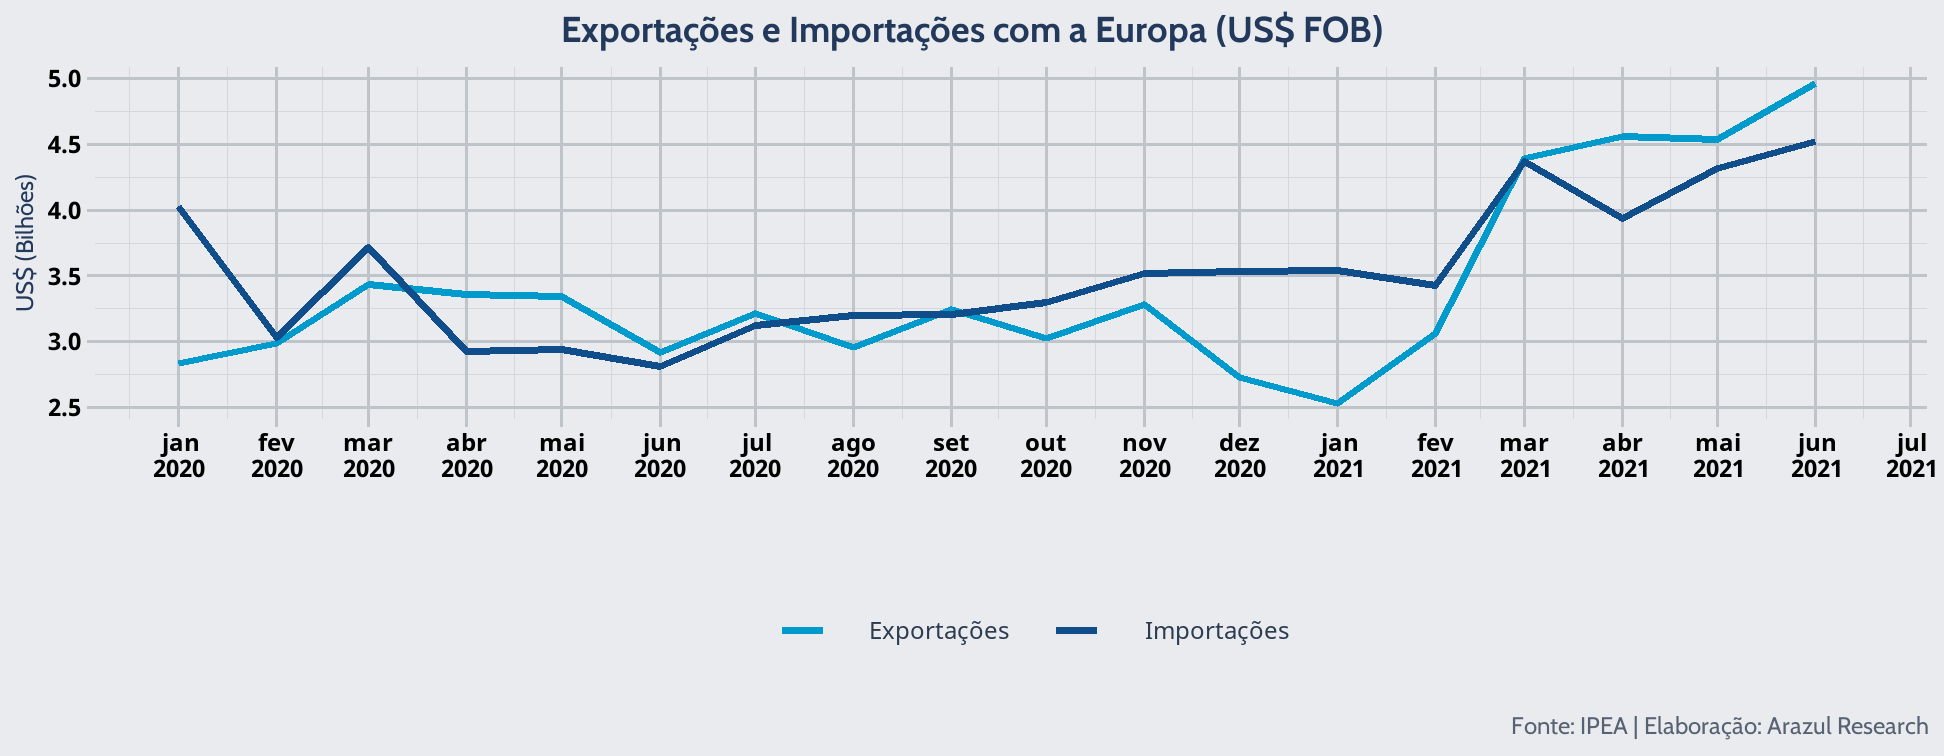 Exportações e Importações com a Europa (US$ FOB)
US$ (Bilhões)
5.0
4.5
4.0
3.5
3.0
2.5
jan fev mar abr mai jun jul ago set out nov dez jan fev mar abr mai jun jul
2020 2020 2020 2020 2020 2020 2020 2020 2020 2020 2020 2020 2021 2021 2021 2021 2021 2021 2021
Exportações Importações
Fonte: IPEA | Elaboração: Arazul Research